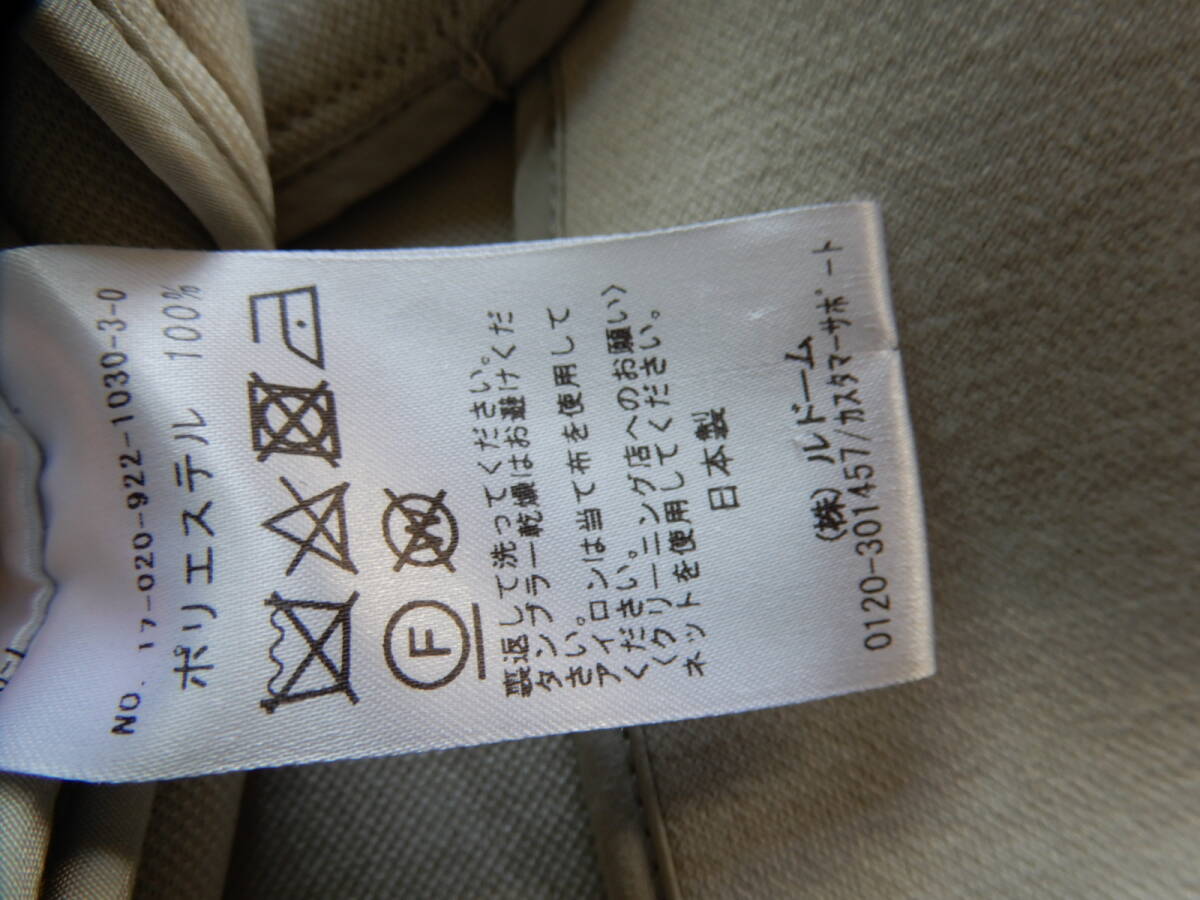 NO. 17-020-922-1030-3-0
ポリエステル 100%
F
W
裏返して洗ってください。
タンブラー乾燥はお避けくだ
さい。
アイロンは当て布を使用して
ください。
〈クリーニング店へのお願い〉
ネットを使用してください。
日本製
(株)ルドーム
0120-301457/カスタマーサポート